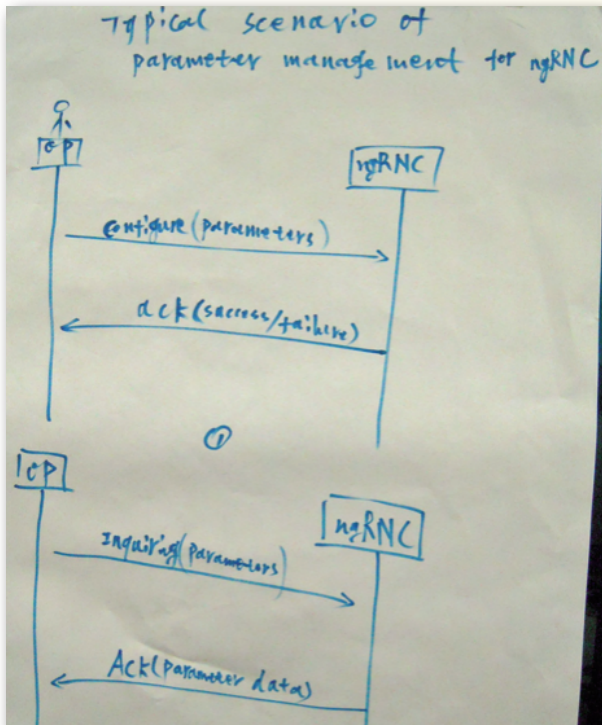 Typical scenario of
parameter management for ngRNC
OP
ngRNC
configure(parameters)
ack(success/failure)
①
OP
ngRNC
Inquiring(parameters)
Ack(parameter data)